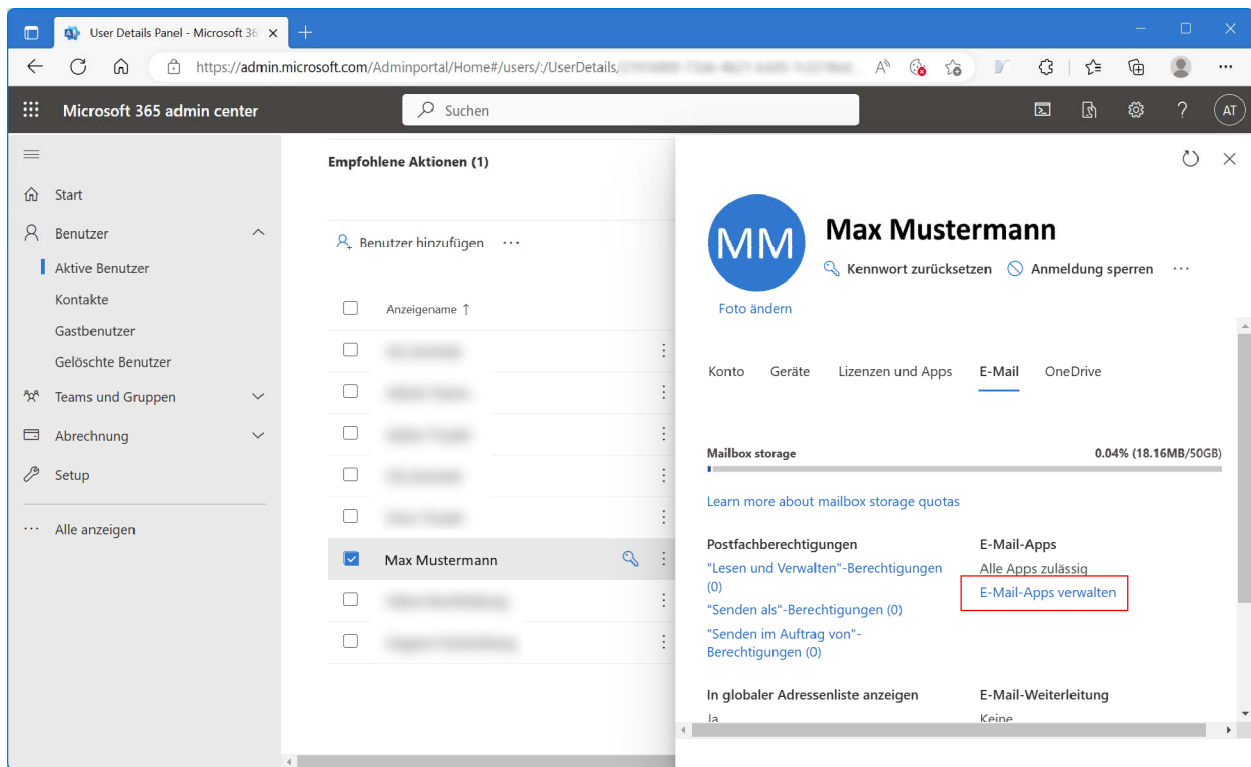 User Details Panel - Microsoft 36
https://admin.microsoft.com/Adminportal/Home#/users/:/UserDetails/
Microsoft 365 admin center
Suchen
AT
Start
Benutzer
Aktive Benutzer
Kontakte
Gastbenutzer
Gelöschte Benutzer
Teams und Gruppen
Abrechnung
Setup
Alle anzeigen
Empfohlene Aktionen (1)
Benutzer hinzufügen
Anzeigename ↑
Max Mustermann
MM
Max Mustermann
Kennwort zurücksetzen
Anmeldung sperren
Foto ändern
Konto Geräte Lizenzen und Apps E-Mail OneDrive
Mailbox storage 0.04% (18.16MB/50GB)
Learn more about mailbox storage quotas
Postfachberechtigungen
"Lesen und Verwalten"-Berechtigungen
(0)
"Senden als"-Berechtigungen (0)
"Senden im Auftrag von"-
Berechtigungen (0)
E-Mail-Apps
Alle Apps zulässig
E-Mail-Apps verwalten
In globaler Adressenliste anzeigen
Ja
E-Mail-Weiterleitung
Keine